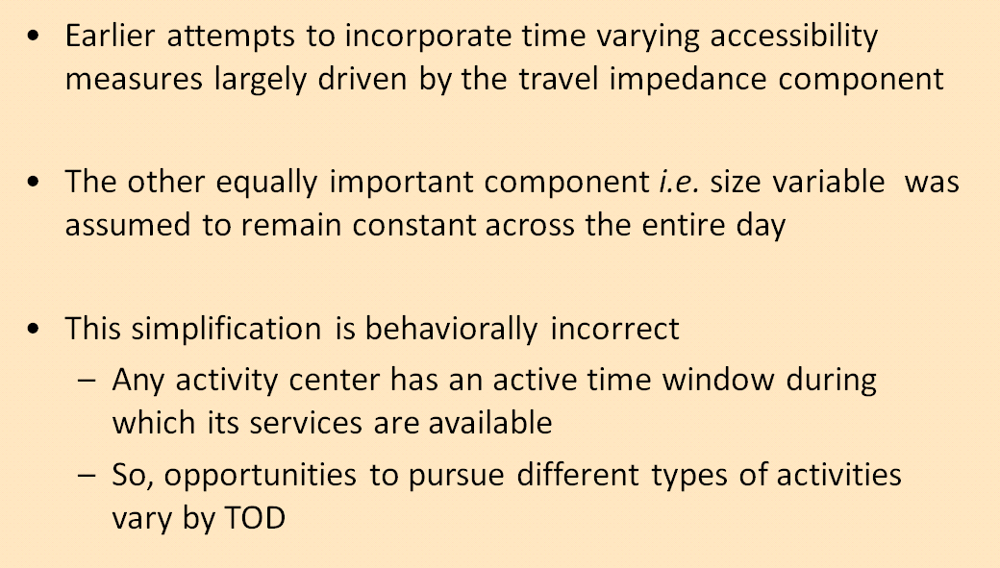 • Earlier attempts to incorporate time varying accessibility
measures largely driven by the travel impedance component
• The other equally important component i.e. size variable  was
assumed to remain constant across the entire day
• This simplification is behaviorally incorrect
– Any activity center has an active time window during
which its services are available
– So, opportunities to pursue different types of activities
vary by TOD